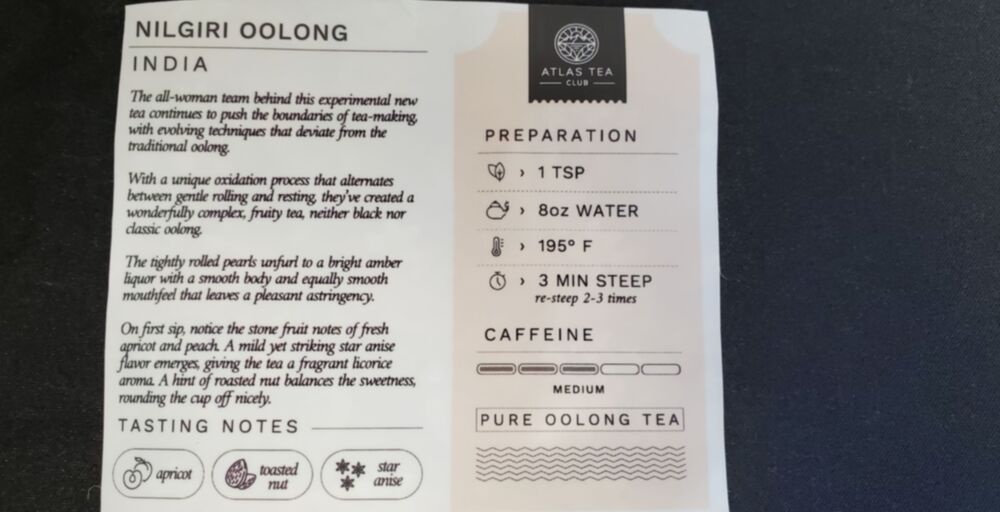 NILGIRI OOLONG
INDIA
The all-woman team behind this experimental new
tea continues to push the boundaries of tea-making,
with evolving techniques that deviate from the
traditional oolong.
With a unique oxidation process that alternates
between gentle rolling and resting, they've created a
wonderfully complex, fruity tea, neither black nor
classic oolong.
The tightly rolled pearls unfurl to a bright amber
liquor with a smooth body and equally smooth
mouthfeel that leaves a pleasant astringency.
On first sip, notice the stone fruit notes of fresh
apricot and peach. A mild yet striking star anise
flavor emerges, giving the tea a fragrant licorice
aroma. A hint of roasted nut balances the sweetness,
rounding the cup off nicely.
TASTING NOTES
apricot
toasted
nut
star
anise
ATLAS TEA
CLUB
PREPARATION
› 1 TSP
› 8oz WATER
› 195° F
› 3 MIN STEEP
re-steep 2-3 times
CAFFEINE
MEDIUM
PURE OOLONG TEA